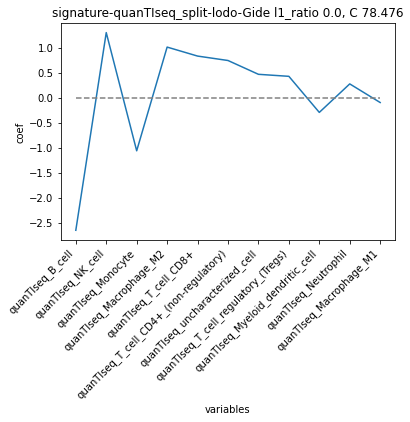 signature-quanTIseq_split-lodo-Gide l1_ratio 0.0, C 78.476
1.0
0.5
0.0
−0.5
−1.0
−1.5
−2.0
−2.5
coef
quanTIseq_B_cell
quanTIseq_NK_cell
quanTIseq_Monocyte
quanTIseq_Macrophage_M2
quanTIseq_T_cell_CD8+
quanTIseq_T_cell_CD4+_(non-regulatory)
quanTIseq_uncharacterized_cell
quanTIseq_T_cell_regulatory_(Tregs)
quanTIseq_Myeloid_dendritic_cell
quanTIseq_Neutrophil
quanTIseq_Macrophage_M1
variables